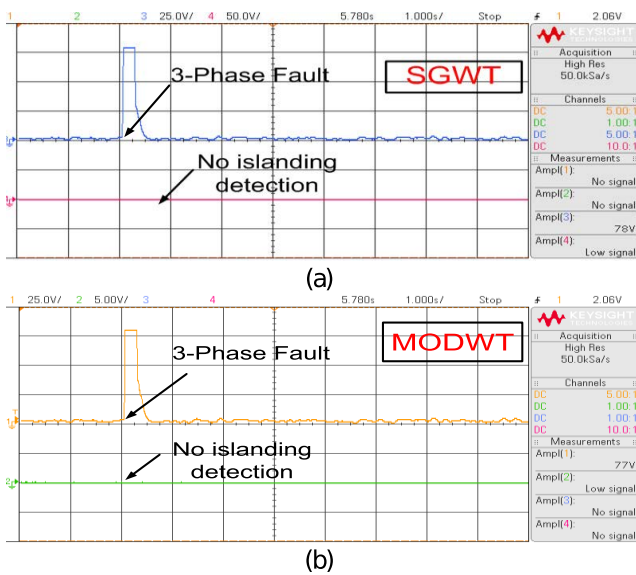 1 2 3 25.0V/ 4 50.0V/ 5.780s 1.000s/ Stop 1 2.06V
3-Phase Fault
SGWT
No islanding
detection
KEYSIGHT
TECHNOLOGIES
Acquisition
High Res
50.0kSa/s
Channels
DC 5.00:1
DC 1.00:1
DC 5.00:1
DC 10.0:1
Measurements
Ampl(1):
No signal
Ampl(2):
No signal
Ampl(3):
78V
Ampl(4):
Low signal
(a)
1 25.0V/ 2 5.00V/ 3 4 5.780s 1.000s/ Stop 1 2.06V
3-Phase Fault
MODWT
No islanding
detection
KEYSIGHT
TECHNOLOGIES
Acquisition
High Res
50.0kSa/s
Channels
DC 5.00:1
DC 1.00:1
DC 1.00:1
DC 10.0:1
Measurements
Ampl(1):
77V
Ampl(2):
Low signal
Ampl(3):
No signal
Ampl(4):
No signal
(b)